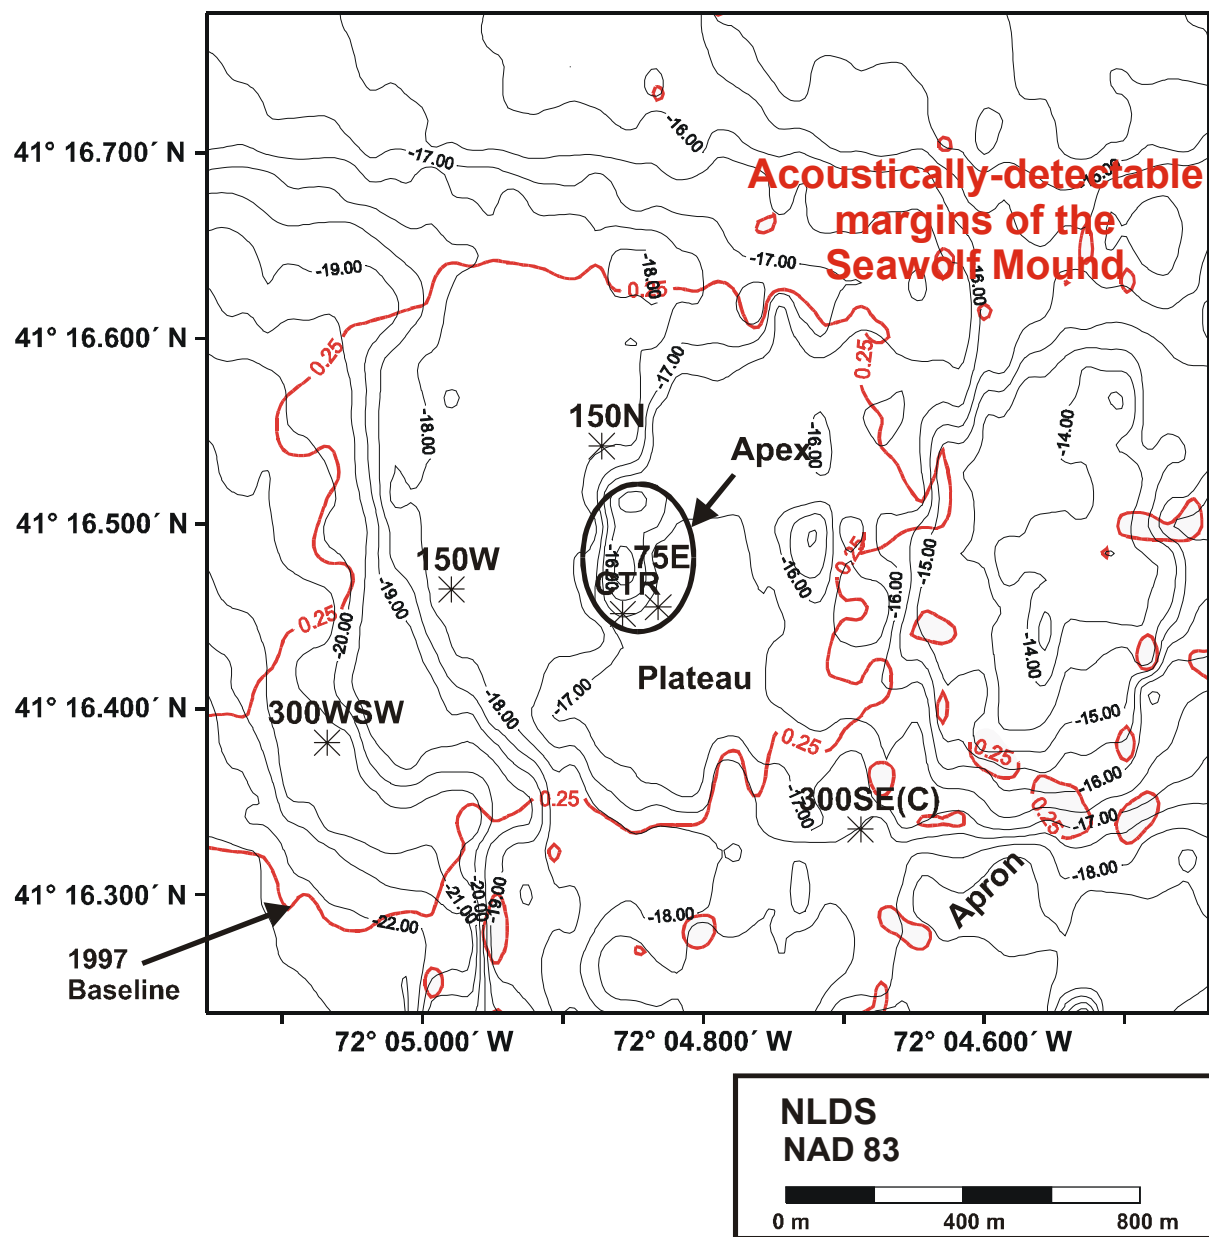 -16.00
41° 16.700´ N
-17.00
Acoustically-detectable
margins of the
Seawolf Mound
-19.00
-18.00
-17.00
-16.00
0.25
41° 16.600´ N
0.25
-17.00
0.25
-18.00
150N
-16.00
-14.00
Apex
41° 16.500´ N
150W
75E
CTR
-16.00
0.25
-15.00
-16.00
-19.00
-16.00
0.25
-20.00
-14.00
Plateau
41° 16.400´ N
300WSW
-18.00
-17.00
-15.00
0.25
0.25
-16.00
0.25
-17.00
300SE(C)
0.25
-17.00
Apron
-18.00
41° 16.300´ N
-22.00
-21.00
-20.00
-19.00
-18.00
1997
Baseline
72° 05.000´ W
72° 04.800´ W
72° 04.600´ W
NLDS
NAD 83
0 m
400 m
800 m